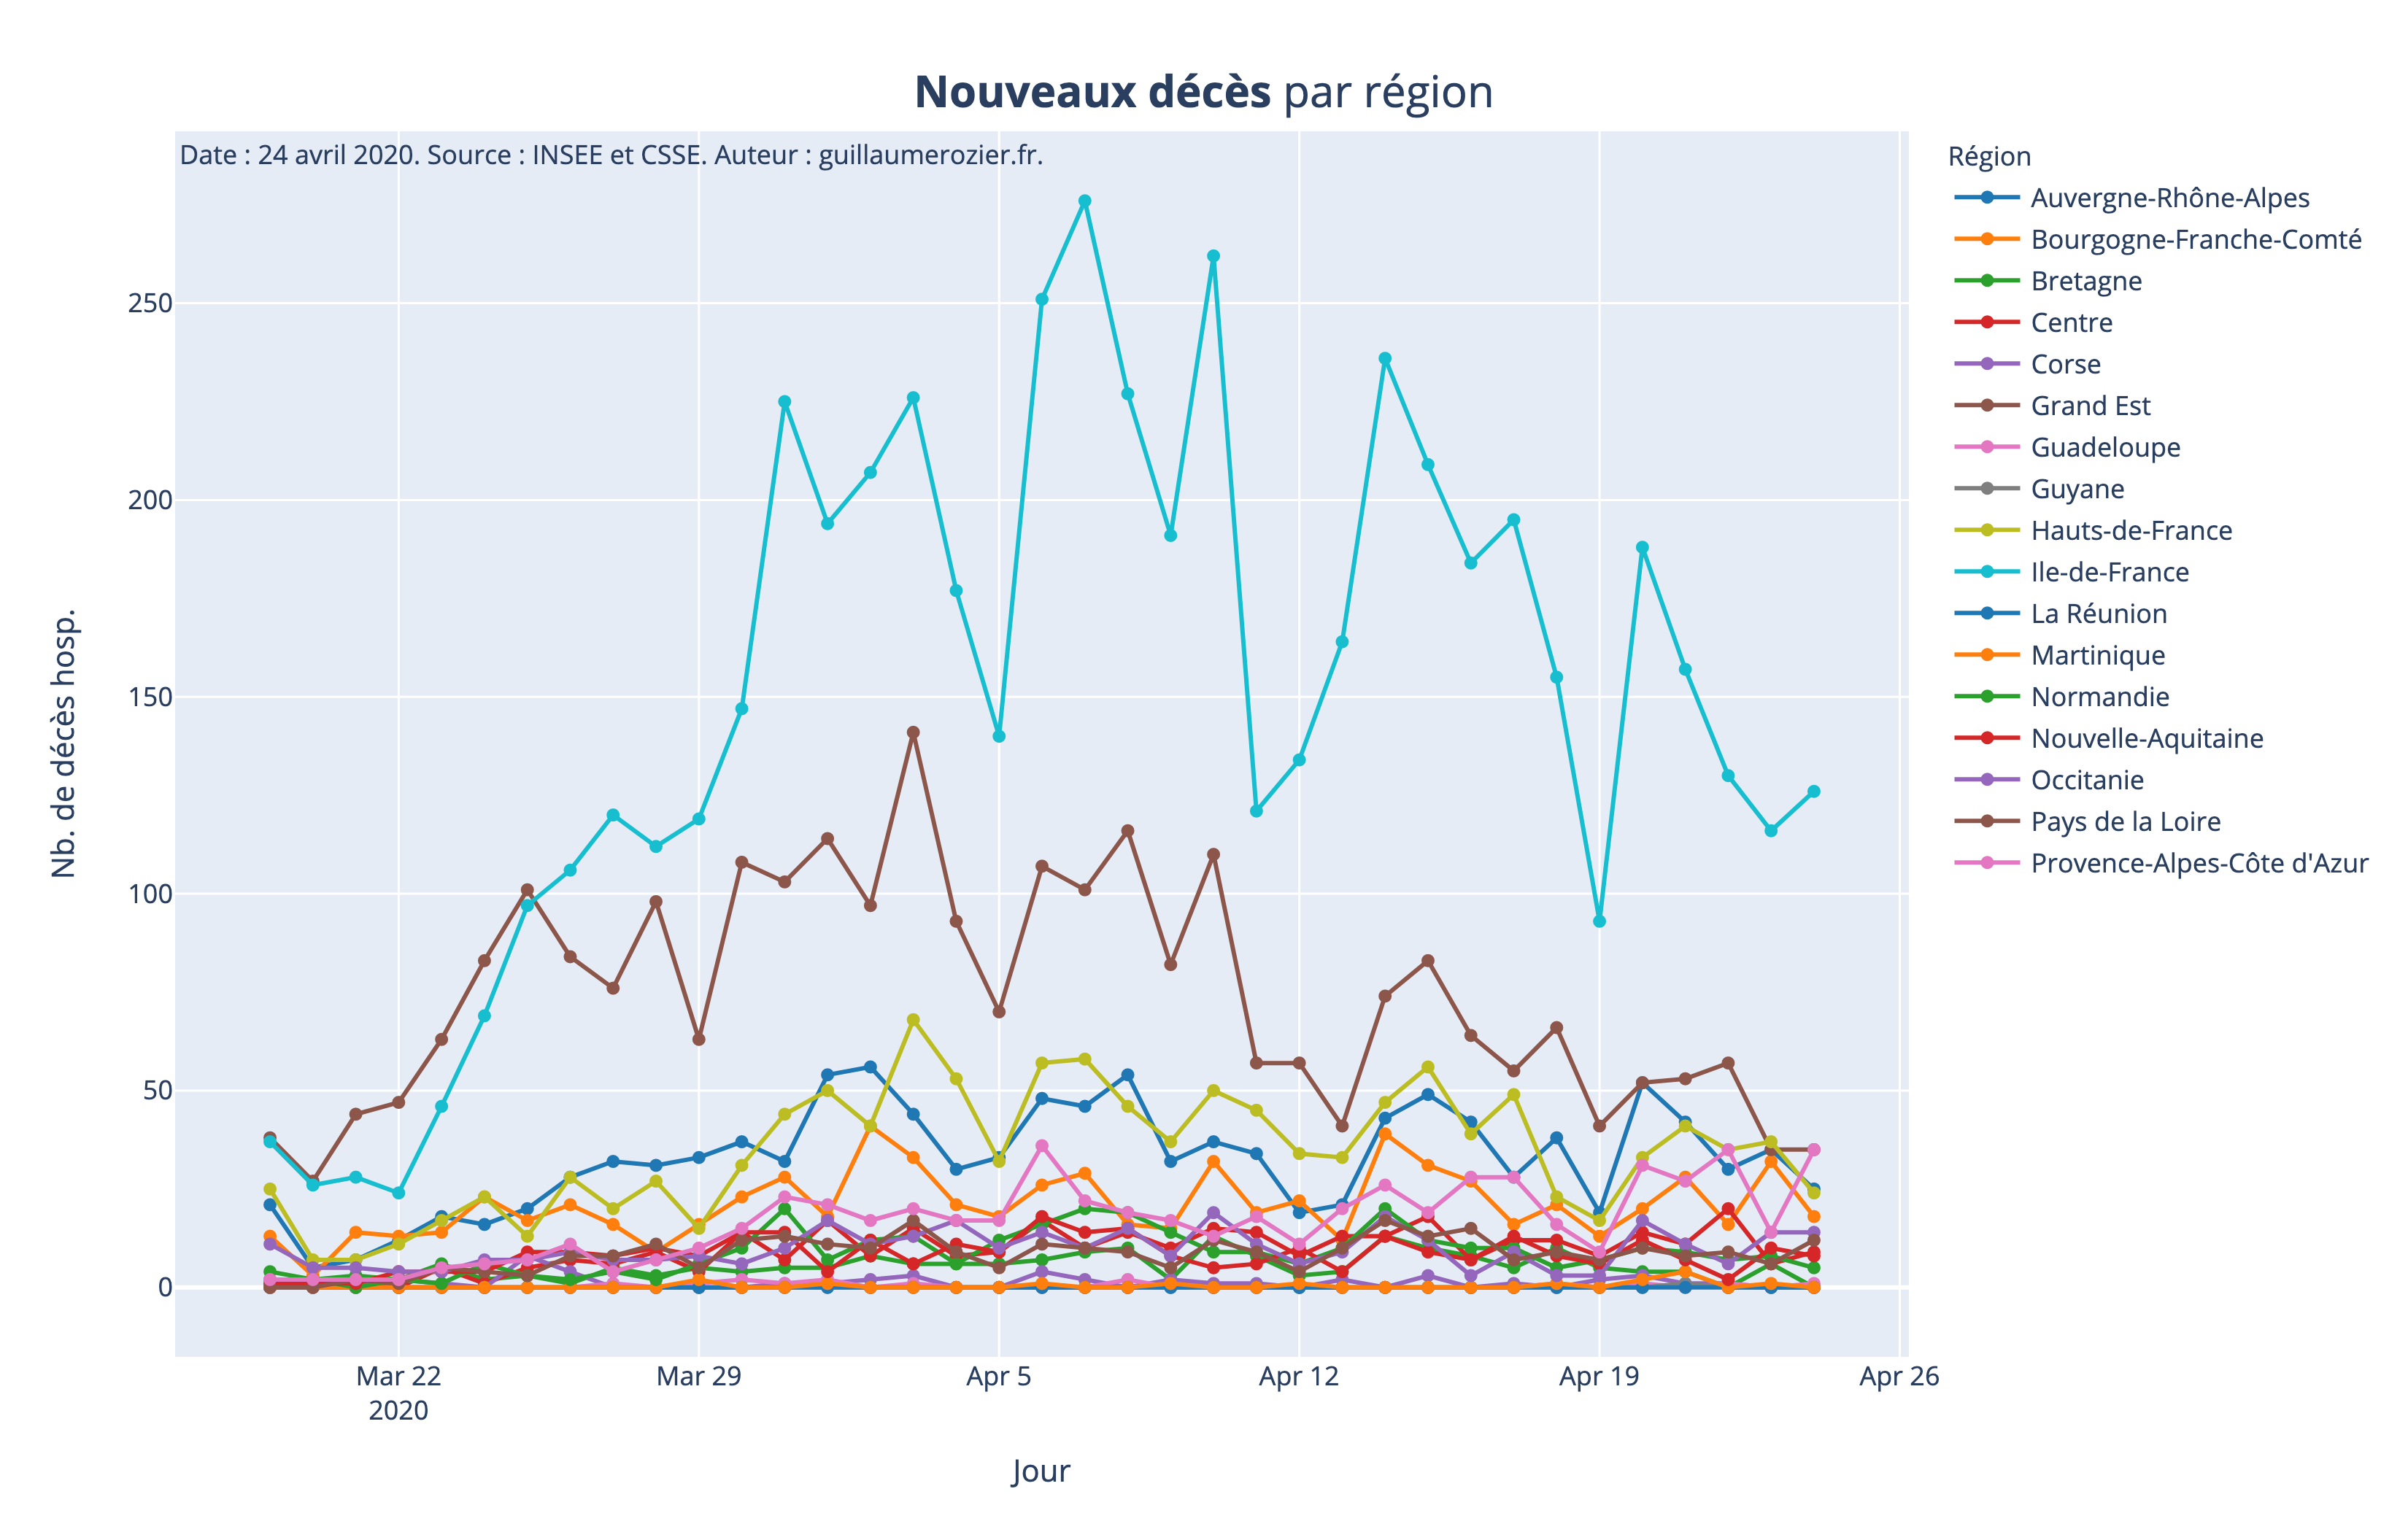 Nouveaux décès par région
Date : 24 avril 2020. Source : INSEE et CSSE. Auteur : guillaumerozier.fr.
Région
Auvergne-Rhône-Alpes
Bourgogne-Franche-Comté
Bretagne
Centre
Corse
Grand Est
Guadeloupe
Guyane
Hauts-de-France
Ile-de-France
La Réunion
Martinique
Normandie
Nouvelle-Aquitaine
Occitanie
Pays de la Loire
Provence-Alpes-Côte d'Azur
Nb. de décès hosp.
250
200
150
100
50
0
Mar 22
2020
Mar 29
Apr 5
Apr 12
Apr 19
Apr 26
Jour